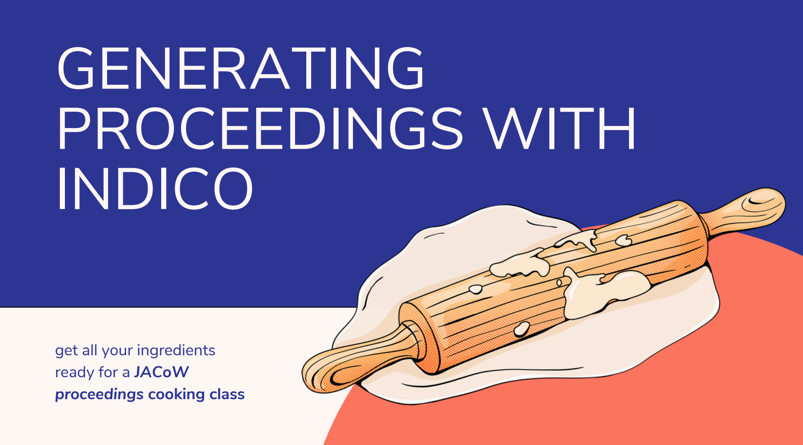 GENERATING
PROCEEDINGS WITH
INDICO
get all your ingredients
ready for a JACoW
proceedings cooking class